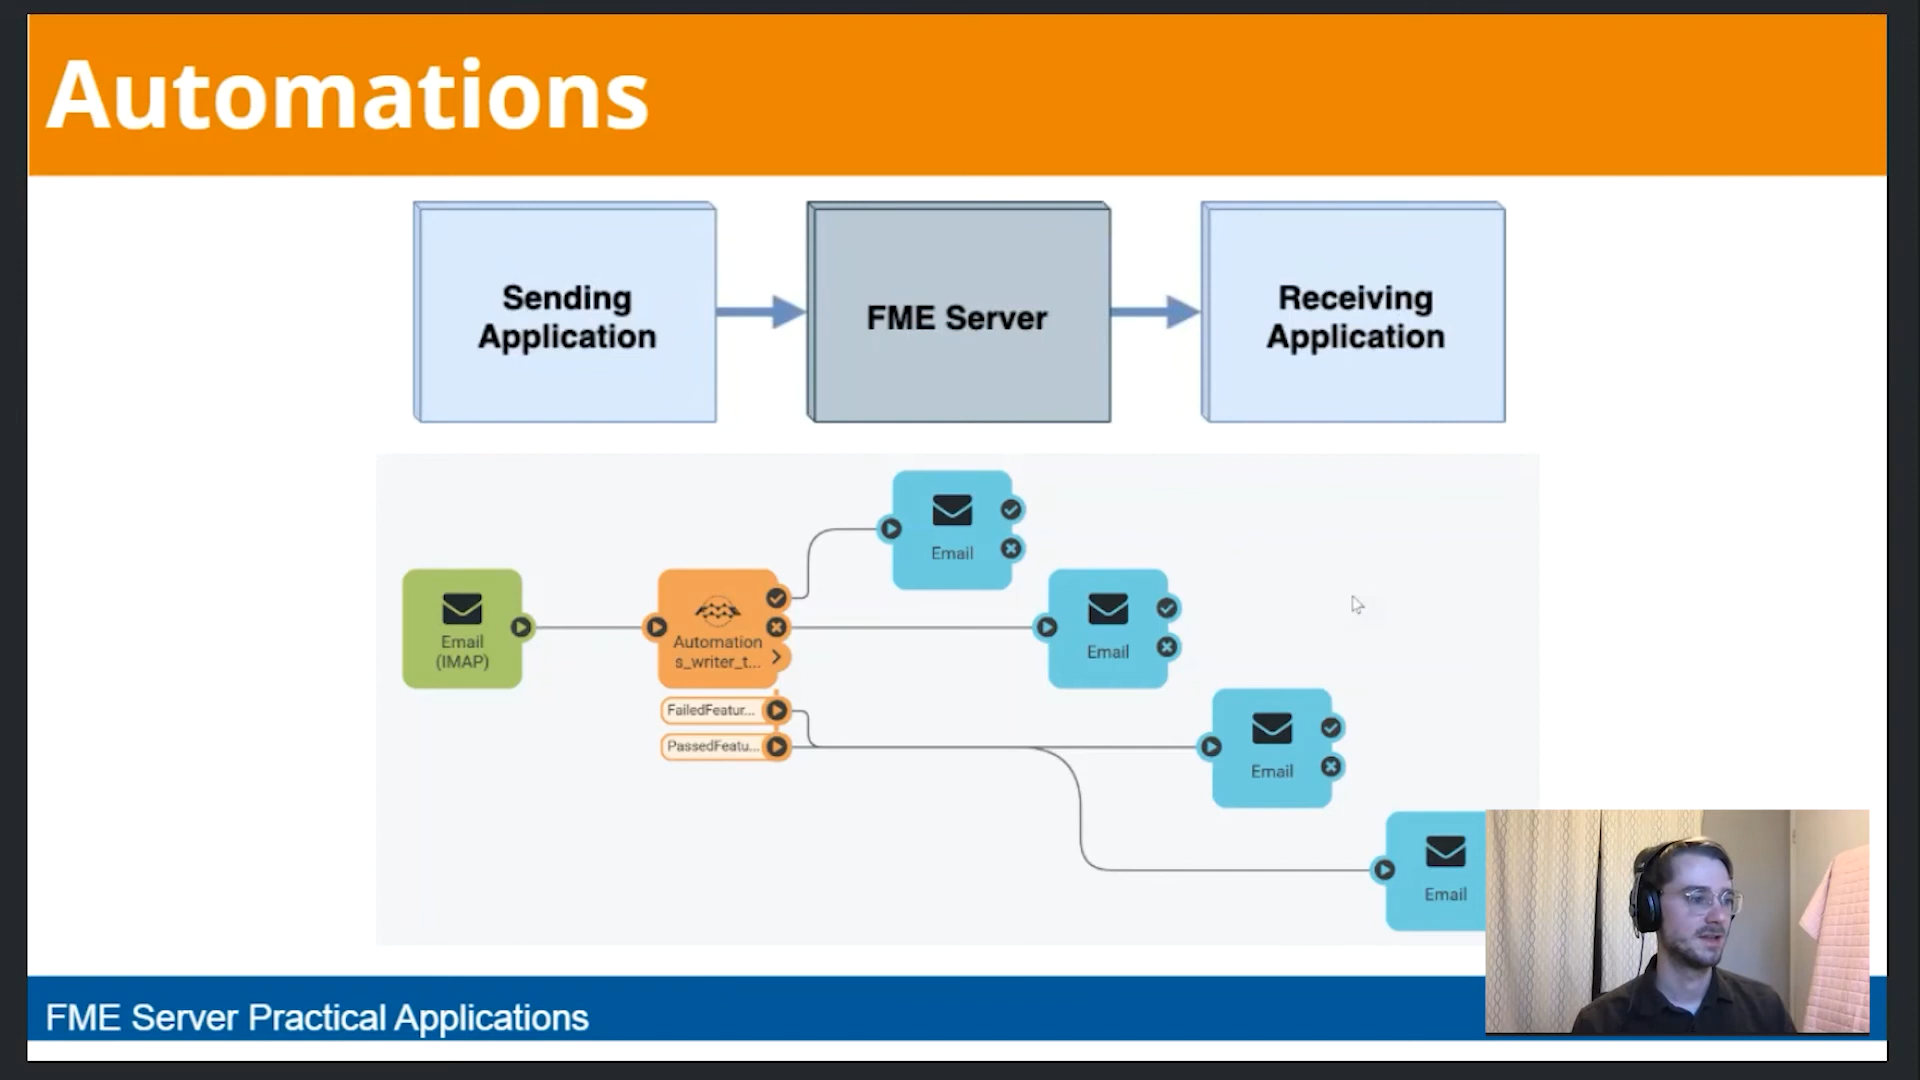 Automations
Sending
Application
FME Server
Receiving
Application
Email
Email
(IMAP)
Automation
s_writer_t...
Email
FailedFeatur...
PassedFeatu...
Email
Email
FME Server Practical Applications